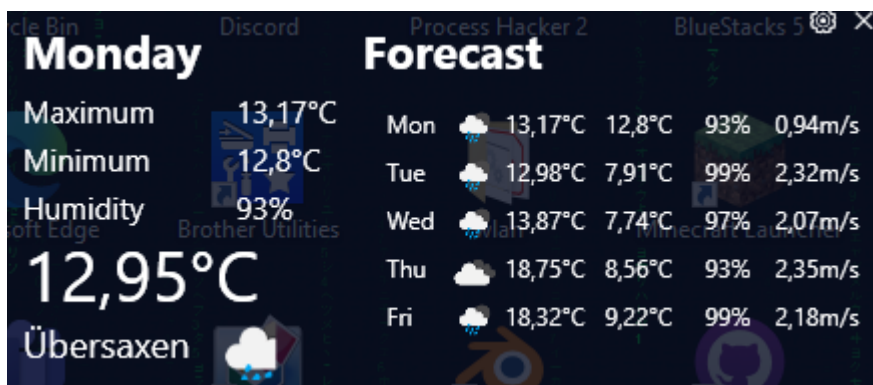 cle Bin
Discord
Process Hacker 2
BlueStacks 5
Monday
Forecast
Maximum 13,17°C
Minimum 12,8°C
Humidity 93%
12,95°C
Übersaxen
Mon 13,17°C 12,8°C 93% 0,94m/s
Tue 12,98°C 7,91°C 99% 2,32m/s
Wed 13,87°C 7,74°C 97% 2,07m/s
Thu 18,75°C 8,56°C 93% 2,35m/s
Fri 18,32°C 9,22°C 99% 2,18m/s
soft Edge
Brother Utilities
Minecraft Launcher